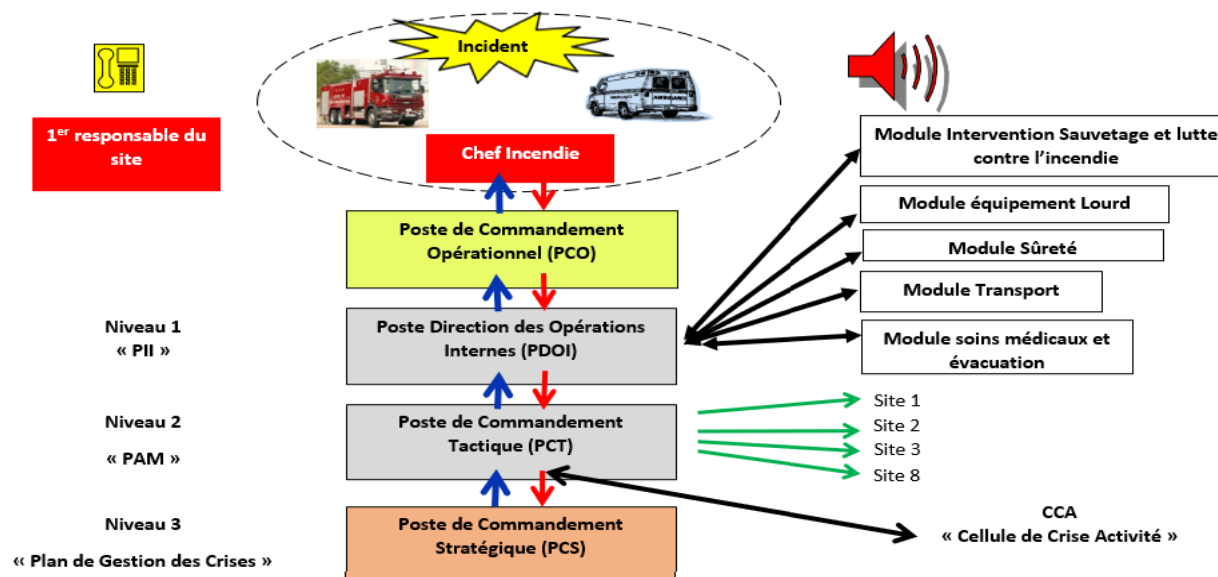 Incident
1er responsable du
site
Chef Incendie
Module Intervention Sauvetage et lutte
contre l’incendie
Module équipement Lourd
Module Sûreté
Module Transport
Module soins médicaux et
évacuation
Poste de Commandement
Opérationnel (PCO)
Niveau 1
« PII »
Poste Direction des Opérations
Internes (PDOI)
Niveau 2
« PAM »
Poste de Commandement
Tactique (PCT)
Site 1
Site 2
Site 3
Site 8
Niveau 3
« Plan de Gestion des Crises »
Poste de Commandement
Stratégique (PCS)
CCA
« Cellule de Crise Activité »